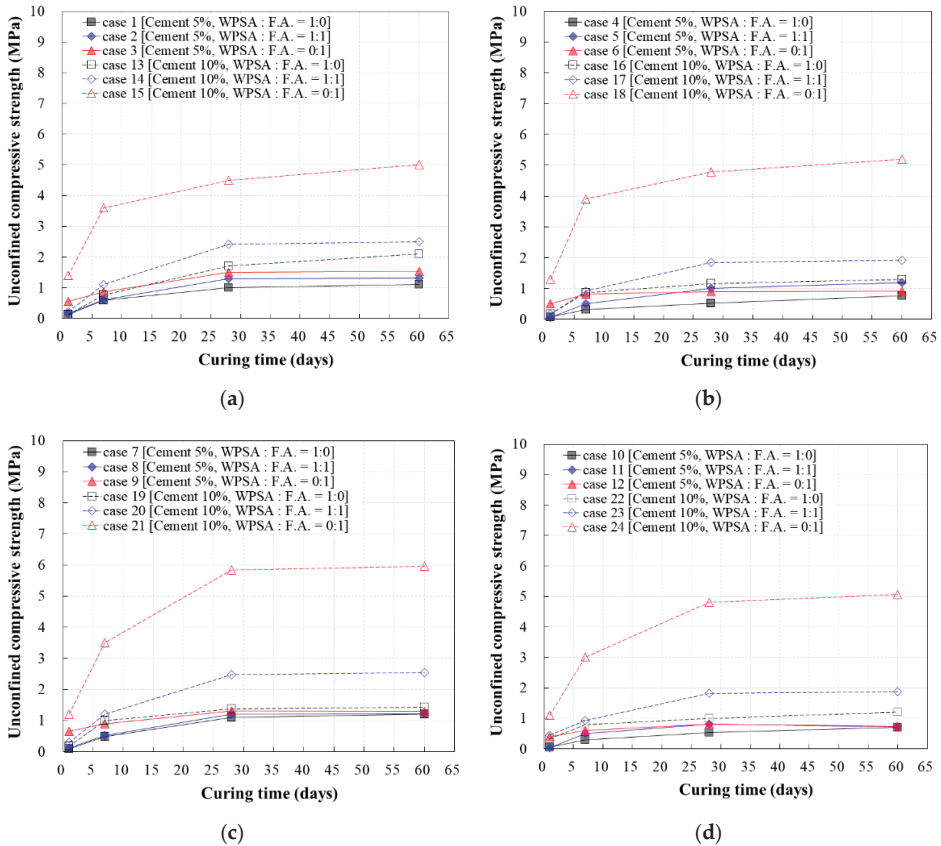 Unconfined compressive strength (MPa)
10
9
8
7
6
5
4
3
2
1
0
case 1 [Cement 5%, WPSA : F.A. = 1:0]
case 2 [Cement 5%, WPSA : F.A. = 1:1]
case 3 [Cement 5%, WPSA : F.A. = 0:1]
case 13 [Cement 10%, WPSA : F.A. = 1:0]
case 14 [Cement 10%, WPSA : F.A. = 1:1]
case 15 [Cement 10%, WPSA : F.A. = 0:1]
0 5 10 15 20 25 30 35 40 45 50 55 60 65
Curing time (days)
(a)
Unconfined compressive strength (MPa)
10
9
8
7
6
5
4
3
2
1
0
case 4 [Cement 5%, WPSA : F.A. = 1:0]
case 5 [Cement 5%, WPSA : F.A. = 1:1]
case 6 [Cement 5%, WPSA : F.A. = 0:1]
case 16 [Cement 10%, WPSA : F.A. = 1:0]
case 17 [Cement 10%, WPSA : F.A. = 1:1]
case 18 [Cement 10%, WPSA : F.A. = 0:1]
0 5 10 15 20 25 30 35 40 45 50 55 60 65
Curing time (days)
(b)
Unconfined compressive strength (MPa)
10
9
8
7
6
5
4
3
2
1
0
case 7 [Cement 5%, WPSA : F.A. = 1:0]
case 8 [Cement 5%, WPSA : F.A. = 1:1]
case 9 [Cement 5%, WPSA : F.A. = 0:1]
case 19 [Cement 10%, WPSA : F.A. = 1:0]
case 20 [Cement 10%, WPSA : F.A. = 1:1]
case 21 [Cement 10%, WPSA : F.A. = 0:1]
0 5 10 15 20 25 30 35 40 45 50 55 60 65
Curing time (days)
(c)
Unconfined compressive strength (MPa)
10
9
8
7
6
5
4
3
2
1
0
case 10 [Cement 5%, WPSA : F.A. = 1:0]
case 11 [Cement 5%, WPSA : F.A. = 1:1]
case 12 [Cement 5%, WPSA : F.A. = 0:1]
case 22 [Cement 10%, WPSA : F.A. = 1:0]
case 23 [Cement 10%, WPSA : F.A. = 1:1]
case 24 [Cement 10%, WPSA : F.A. = 0:1]
0 5 10 15 20 25 30 35 40 45 50 55 60 65
Curing time (days)
(d)